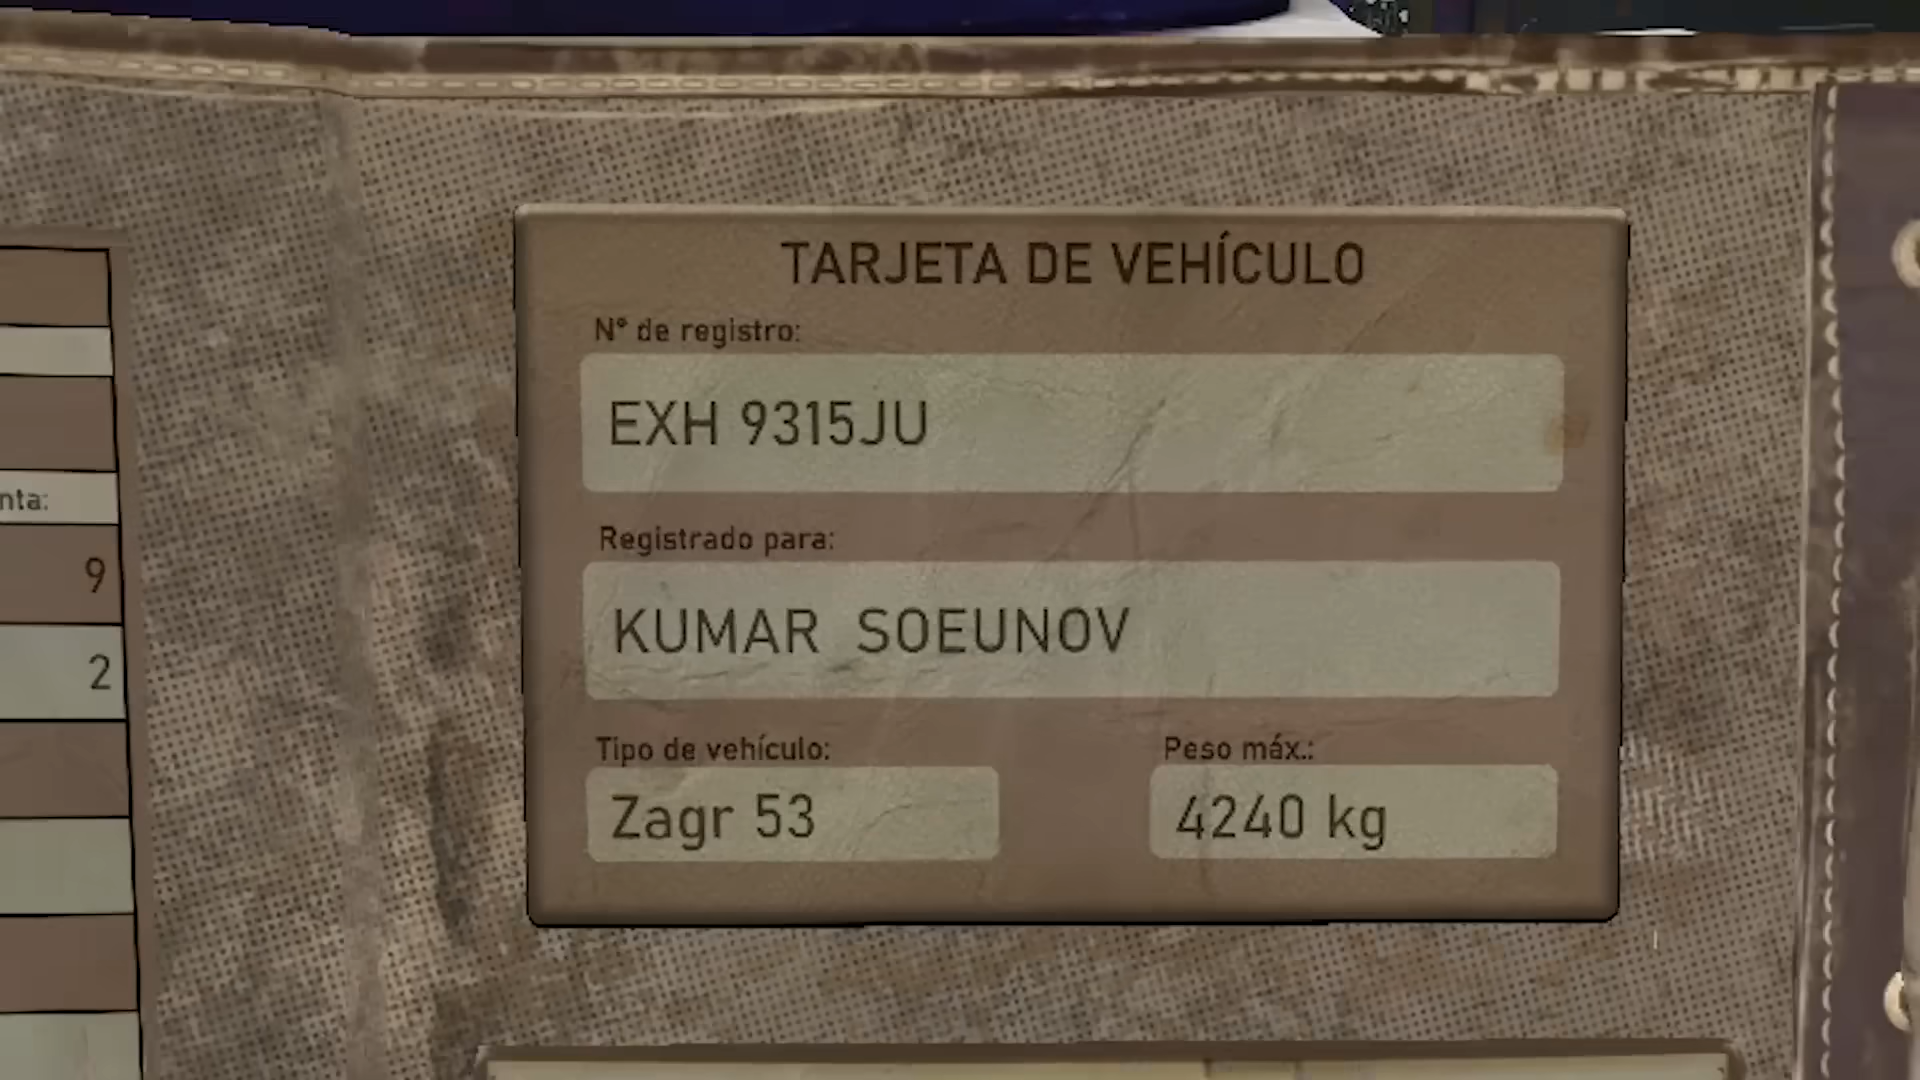 TARJETA DE VEHÍCULO
N° de registro:
EXH 9315JU
Registrado para:
KUMAR SOEUNOV
Tipo de vehículo:
Peso máx.:
Zagr 53
4240 kg
nta:
9
2